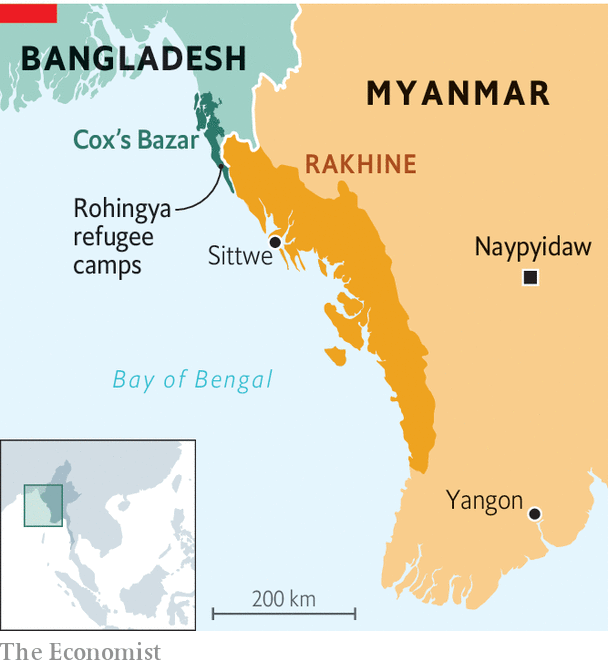 BANGLADESH
MYANMAR
Cox's Bazar
RAKHINE
Rohingya
refugee
camps
Sittwe
Naypyidaw
Bay of Bengal
Yangon
200 km
The Economist